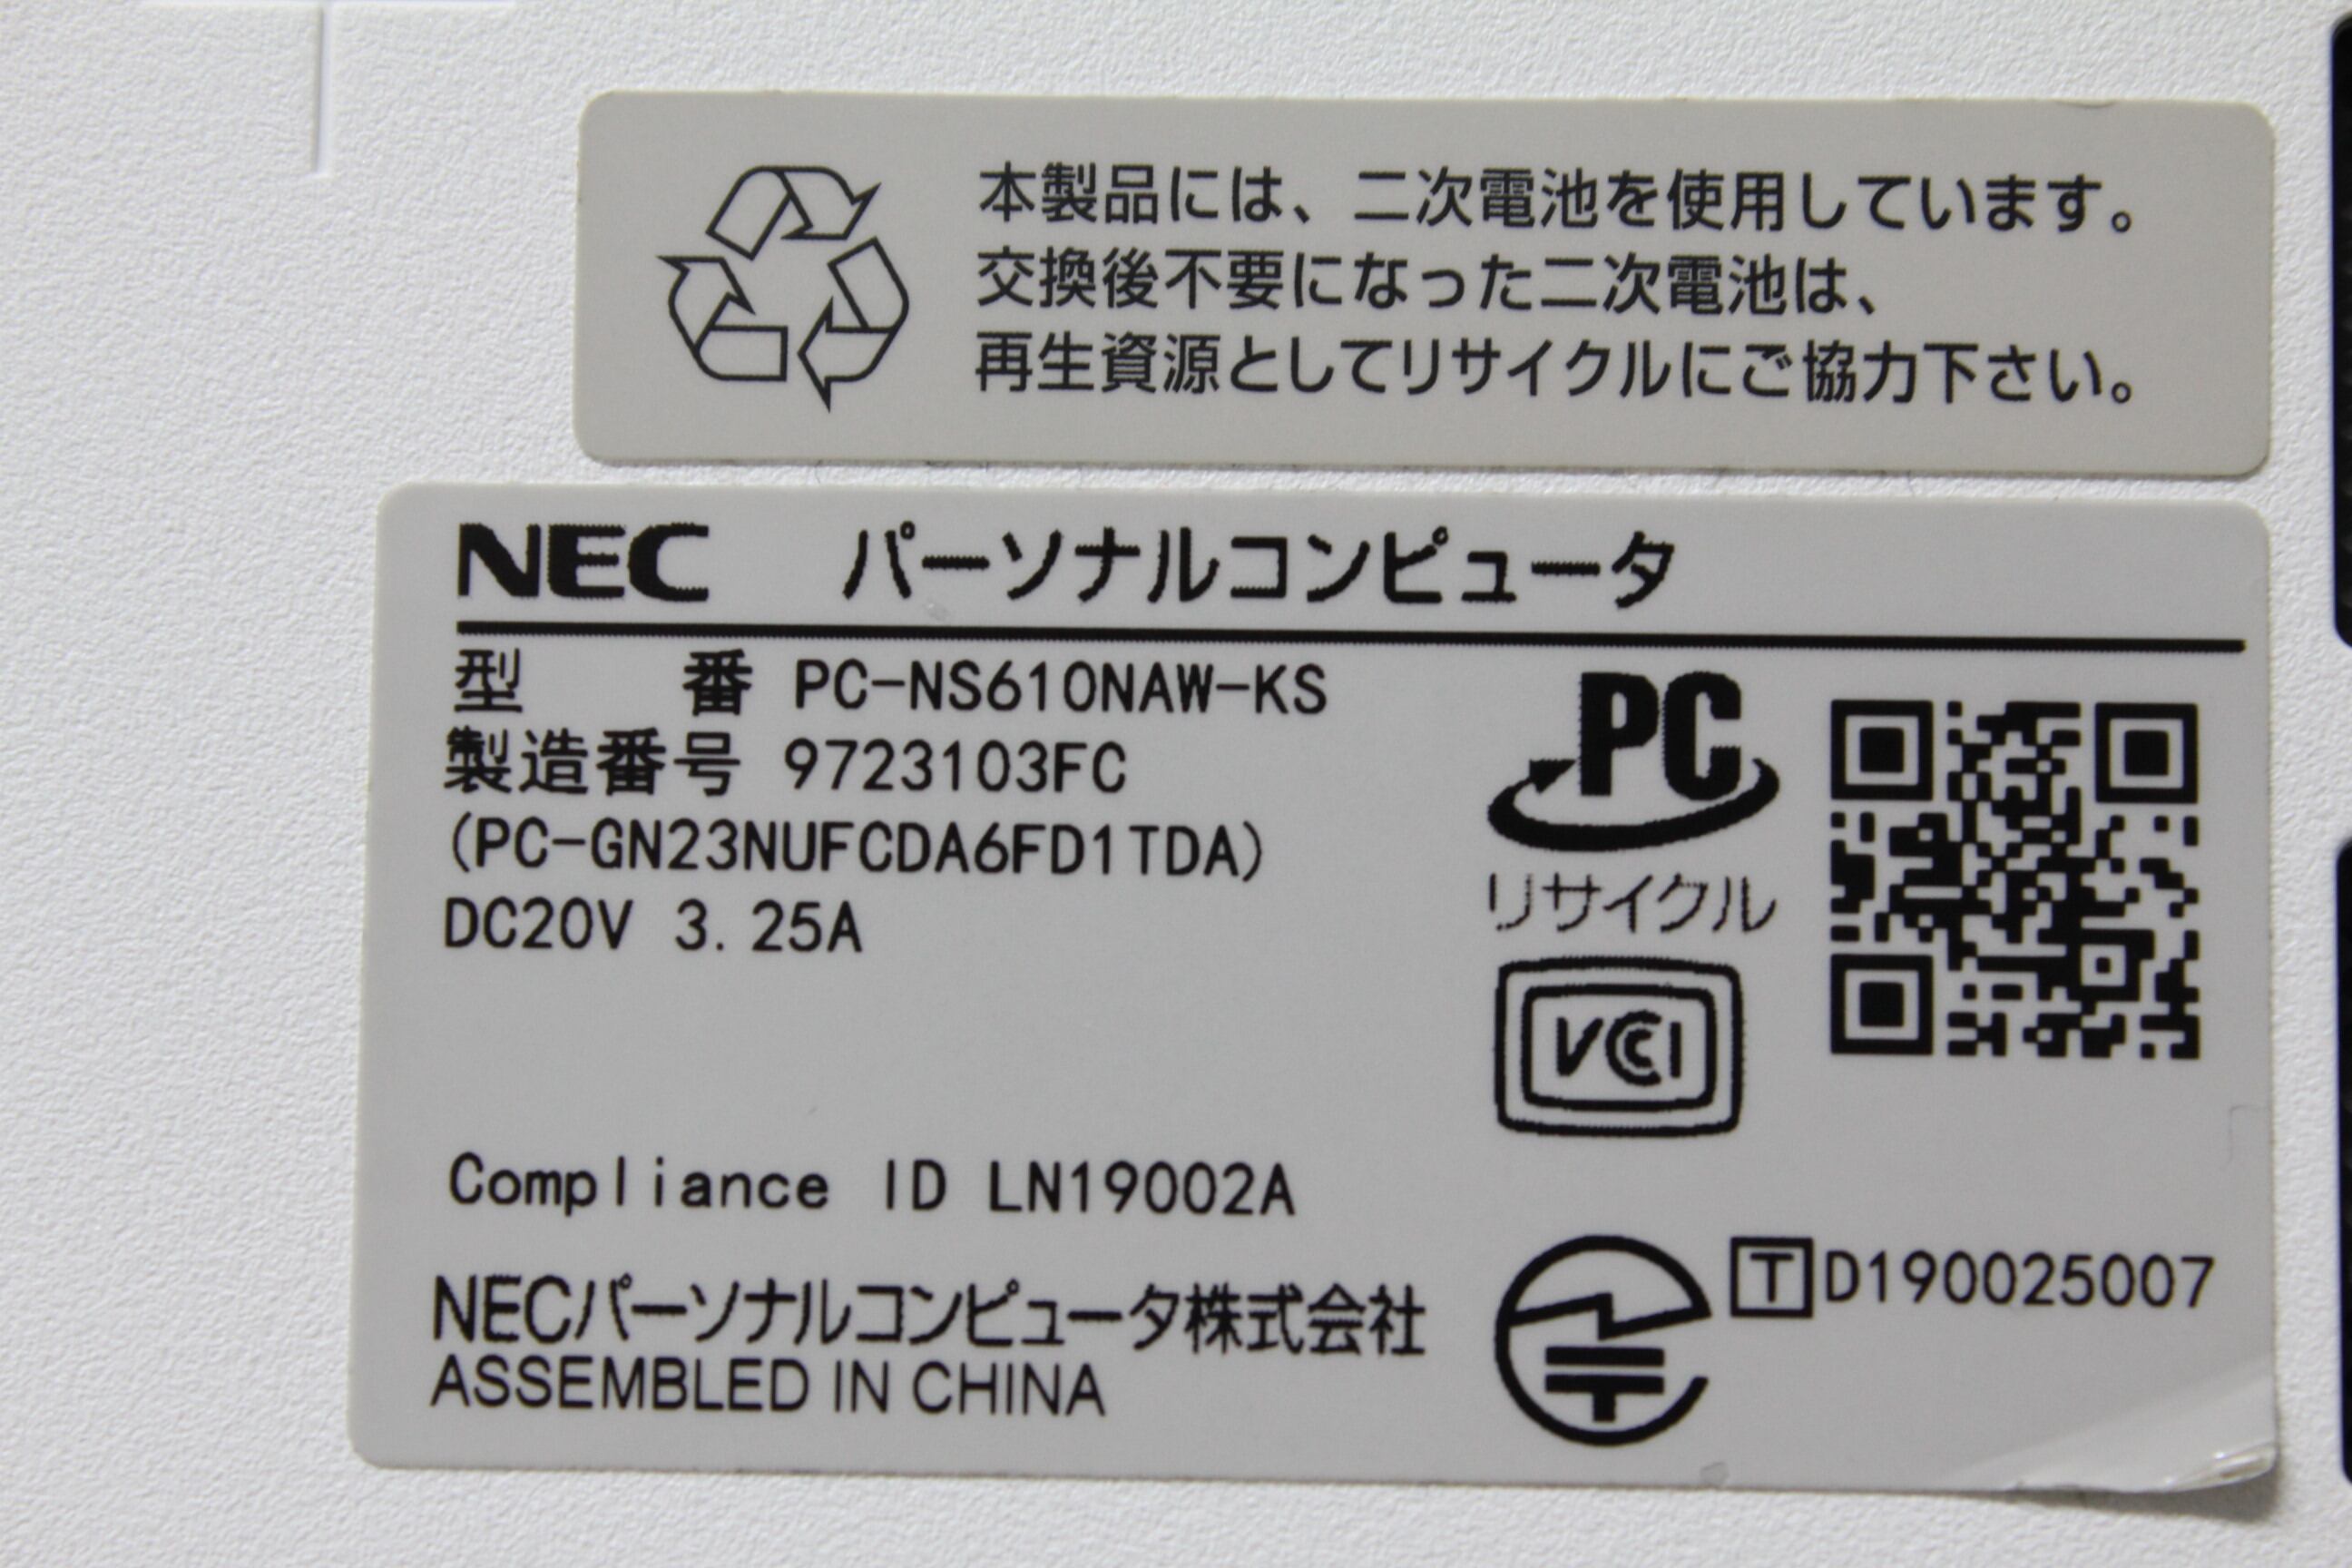 本製品には、二次電池を使用しています。
交換後不要になった二次電池は、
再生資源としてリサイクルにご協力下さい。
NEC パーソナルコンピュータ
型 番 PC-NS610NAW-KS
製造番号 9723103FC
(PC-GN23NUFCDA6FD1TDA)
DC20V 3.25A
PC
リサイクル
VCCI
Compliance ID LN19002A
T D190025007
NECパーソナルコンピュータ株式会社
ASSEMBLED IN CHINA